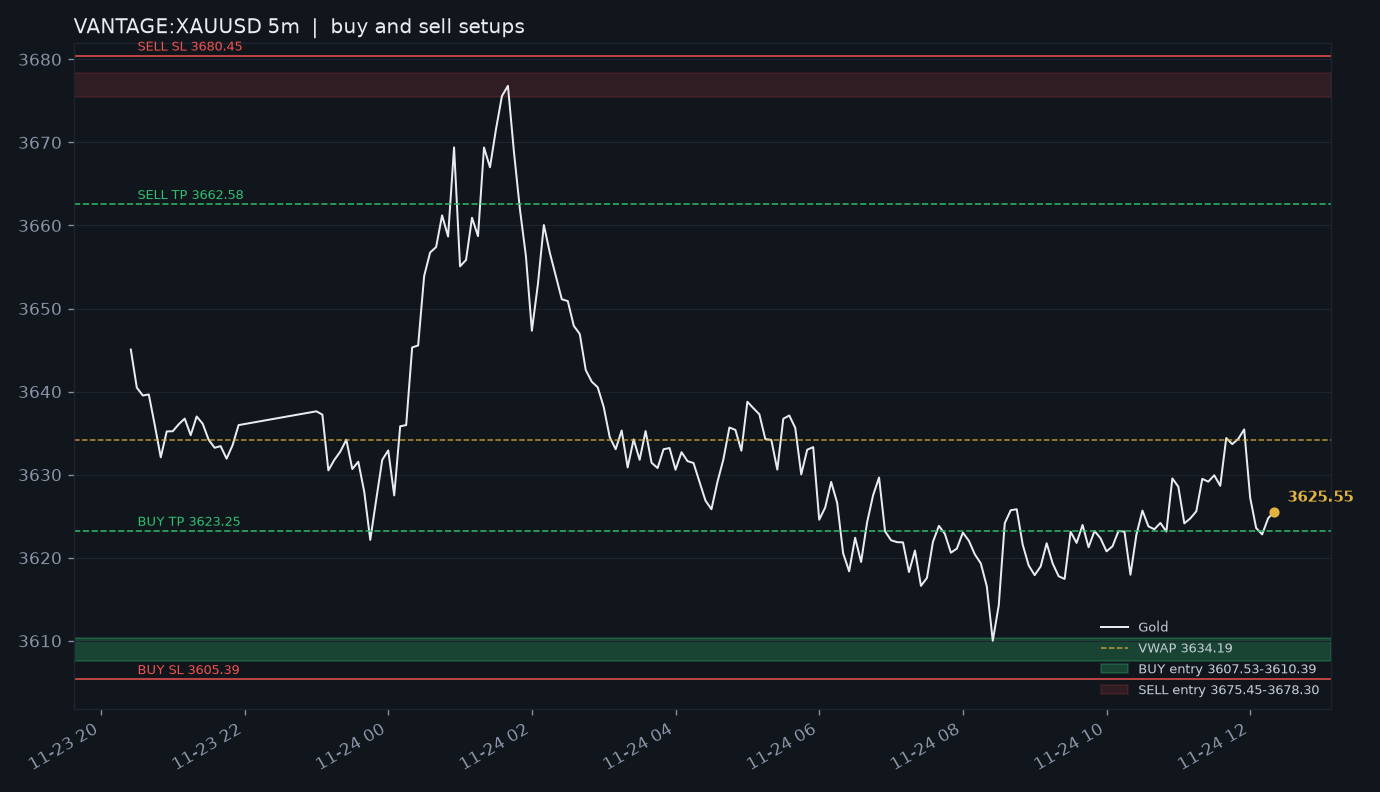 VANTAGE:XAUUSD 5m | buy and sell setups
SELL SL 3680.45
3680
3670
SELL TP 3662.58
3660
3650
3640
3630
3625.55
BUY TP 3623.25
3620
3610
BUY SL 3605.39
Gold
VWAP 3634.19
BUY entry 3607.53-3610.39
SELL entry 3675.45-3678.30
11-23 20
11-23 22
11-24 00
11-24 02
11-24 04
11-24 06
11-24 08
11-24 10
11-24 12